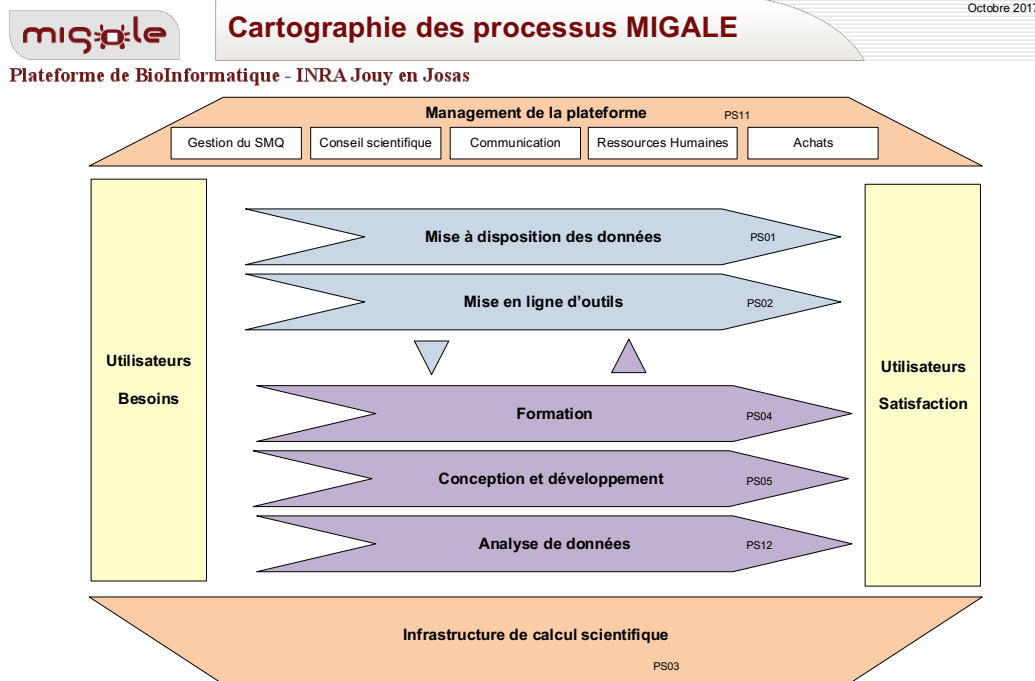 Octobre 2017
migale
Cartographie des processus MIGALE
Plateforme de BioInformatique - INRA Jouy en Josas
Management de la plateforme PS11
Gestion du SMQ Conseil scientifique Communication Ressources Humaines Achats
Mise à disposition des données PS01
Mise en ligne d’outils PS02
Utilisateurs
Besoins
Utilisateurs
Satisfaction
Formation PS04
Conception et développement PS05
Analyse de données PS12
Infrastructure de calcul scientifique
PS03